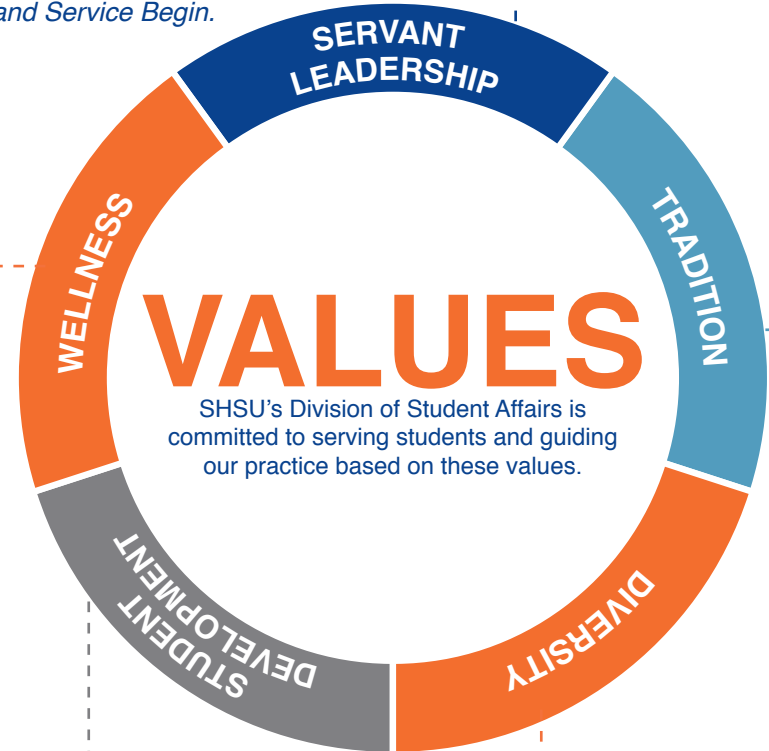 and Service Begin.
SERVANT
LEADERSHIP
TRADITION
DIVERSITY
STUDENT
DEVELOPMENT
WELLNESS
VALUES
SHSU’s Division of Student Affairs is
committed to serving students and guiding
our practice based on these values.